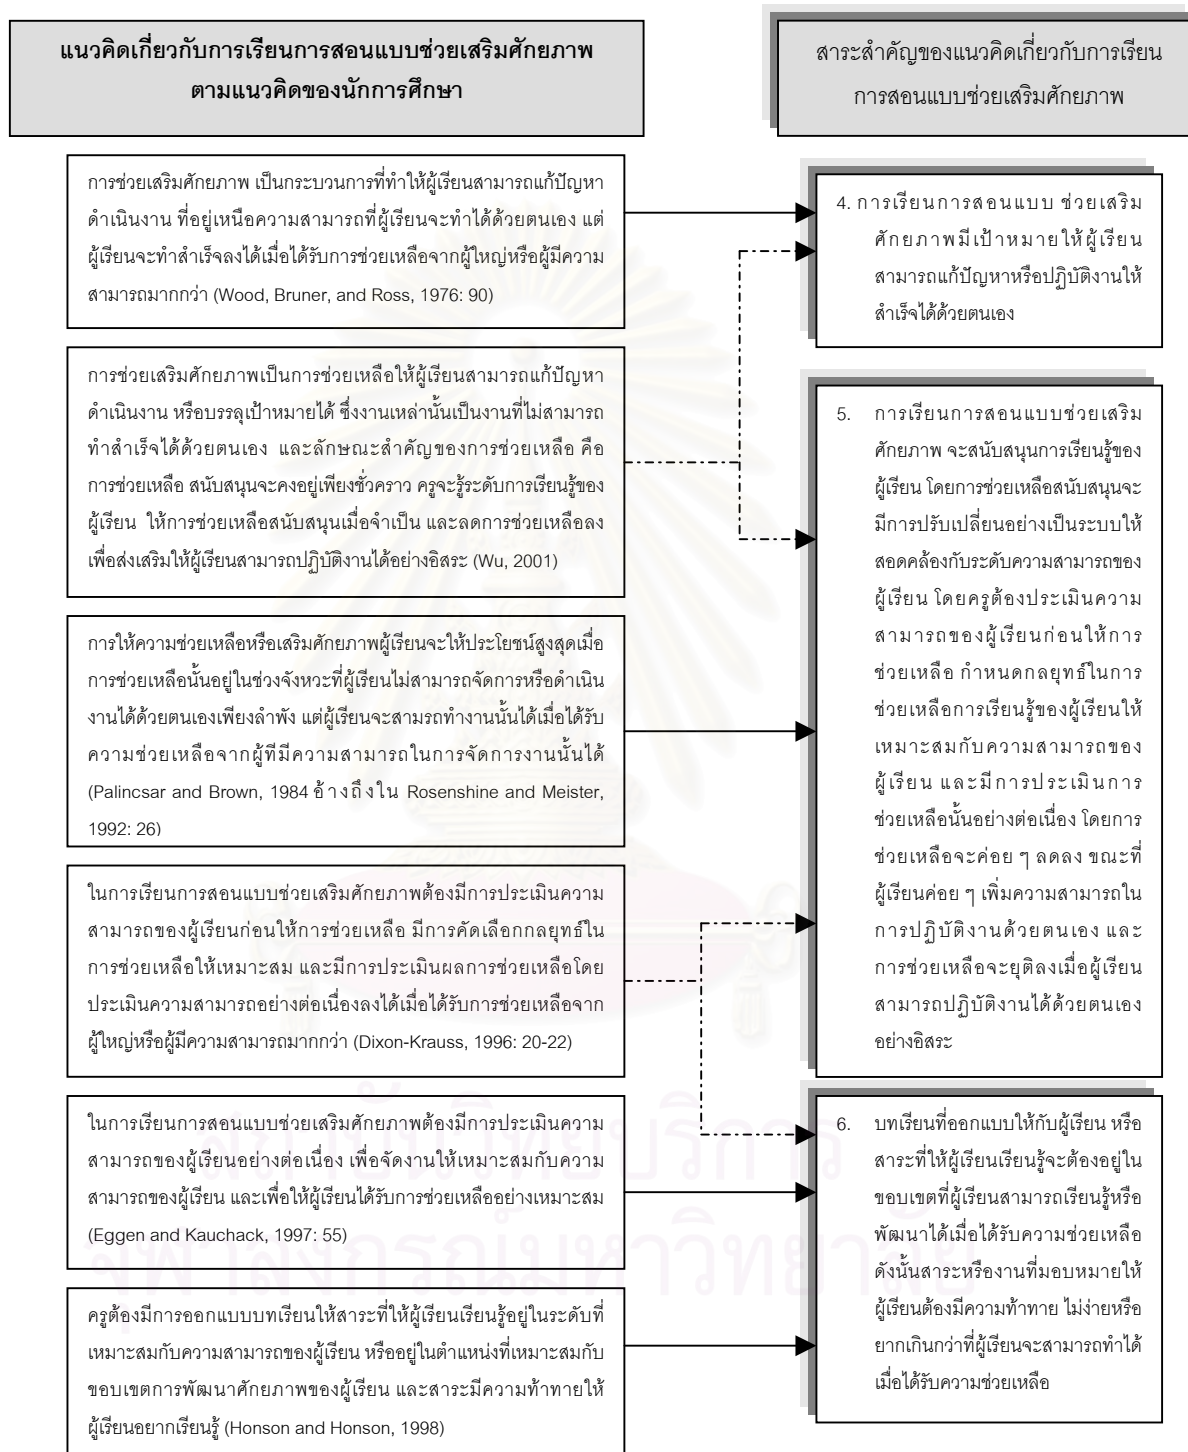 แนวคิดเกี่ยวกับการเรียนการสอนแบบช่วยเสริมศักยภาพ
ตามแนวคิดของนักการศึกษา
สาระสำคัญของแนวคิดเกี่ยวกับการเรียน
การสอนแบบช่วยเสริมศักยภาพ
การช่วยเสริมศักยภาพ เป็นกระบวนการที่ทำให้ผู้เรียนสามารถแก้ปัญหา
ดำเนินงาน ที่อยู่เหนือความสามารถที่ผู้เรียนจะทำได้ด้วยตนเอง แต่
ผู้เรียนจะทำสำเร็จลงได้เมื่อได้รับการช่วยเหลือจากผู้ใหญ่หรือผู้มีความ
สามารถมากกว่า (Wood, Bruner, and Ross, 1976: 90)
การช่วยเสริมศักยภาพเป็นการช่วยเหลือให้ผู้เรียนสามารถแก้ปัญหา
ดำเนินงาน หรือบรรลุเป้าหมายได้ ซึ่งงานเหล่านั้นเป็นงานที่ไม่สามารถ
ทำสำเร็จได้ด้วยตนเอง และลักษณะสำคัญของการช่วยเหลือ คือ
การช่วยเหลือ สนับสนุนจะคงอยู่เพียงชั่วคราว ครูจะรู้ระดับการเรียนรู้ของ
ผู้เรียน ให้การช่วยเหลือสนับสนุนเมื่อจำเป็น และลดการช่วยเหลือลง
เพื่อส่งเสริมให้ผู้เรียนสามารถปฏิบัติงานได้อย่างอิสระ (Wu, 2001)
การให้ความช่วยเหลือหรือเสริมศักยภาพผู้เรียนจะให้ประโยชน์สูงสุดเมื่อ
การช่วยเหลือนั้นอยู่ในช่วงจังหวะที่ผู้เรียนไม่สามารถจัดการหรือดำเนิน
งานได้ด้วยตนเองเพียงลำพัง แต่ผู้เรียนจะสามรถทำงานนั้นได้เมื่อได้รับ
ความช่วยเหลือจากผู้ที่มีความสามารถในการจัดการงานนั้นได้
(Palincsar and Brown, 1984 อ้างถึงใน Rosenshine and Meister,
1992: 26)
ในการเรียนการสอนแบบช่วยเสริมศักยภาพต้องมีการประเมินความ
สามารถของผู้เรียนก่อนให้การช่วยเหลือ มีการคัดเลือกกลยุทธ์ใน
การช่วยเหลือให้เหมาะสม และมีการประเมินผลการช่วยเหลือโดย
ประเมินความสามารถอย่างต่อเนื่องลงได้เมื่อได้รับการช่วยเหลือจาก
ผู้ใหญ่หรือผู้มีความสามารถมากกว่า (Dixon-Krauss, 1996: 20-22)
ในการเรียนการสอนแบบช่วยเสริมศักยภาพต้องมีการประเมินความ
สามารถของผู้เรียนอย่างต่อเนื่อง เพื่อจัดงานให้เหมาะสมกับความ
สามารถของผู้เรียน และเพื่อให้ผู้เรียนได้รับการช่วยเหลืออย่างเหมาะสม
(Eggen and Kauchack, 1997: 55)
ครูต้องมีการออกแบบบทเรียนให้สาระที่ให้ผู้เรียนเรียนรู้อยู่ในระดับที่
เหมาะสมกับความสามารถของผู้เรียน หรืออยู่ในตำแหน่งที่เหมาะสมกับ
ขอบเขตการพัฒนาศักยภาพของผู้เรียน และสาระมีความท้าทายให้
ผู้เรียนอยากเรียนรู้ (Honson and Honson, 1998)
4. การเรียนการสอนแบบ ช่วยเสริม
ศักยภาพมีเป้าหมายให้ผู้เรียน
สามารถแก้ปัญหาหรือปฏิบัติงานให้
สำเร็จได้ด้วยตนเอง
5. การเรียนการสอนแบบช่วยเสริม
ศักยภาพ จะสนับสนุนการเรียนรู้ของ
ผู้เรียน โดยการช่วยเหลือสนับสนุนจะ
มีการปรับเปลี่ยนอย่างเป็นระบบให้
สอดคล้องกับระดับความสามารถของ
ผู้เรียน โดยครูต้องประเมินความ
สามารถของผู้เรียนก่อนให้การ
ช่วยเหลือ กำหนดกลยุทธ์ในการ
ช่วยเหลือการเรียนรู้ของผู้เรียนให้
เหมาะสมกับความสามารถของ
ผู้เรียน และมีการประเมินการ
ช่วยเหลือนั้นอย่างต่อเนื่อง โดยการ
ช่วยเหลือจะค่อย ๆ ลดลง ขณะที่
ผู้เรียนค่อย ๆ เพิ่มความสามารถใน
การปฏิบัติงานด้วยตนเอง และ
การช่วยเหลือจะยุติลงเมื่อผู้เรียน
สามารถปฏิบัติงานได้ด้วยตนเอง
อย่างอิสระ
6. บทเรียนที่ออกแบบให้กับผู้เรียน หรือ
สาระที่ให้ผู้เรียนเรียนรู้จะต้องอยู่ใน
ขอบเขตที่ผู้เรียนสามารถเรียนรู้หรือ
พัฒนาได้เมื่อได้รับความช่วยเหลือ
ดังนั้นสาระหรืองานที่มอบหมายให้
ผู้เรียนต้องมีความท้าทาย ไม่ง่ายหรือ
ยากเกินกว่าที่ผู้เรียนจะสามารถทำได้
เมื่อได้รับความช่วยเหลือ
สถาบันวิทยบริการ
จุฬาลงกรณ์มหาวิทยาลัย